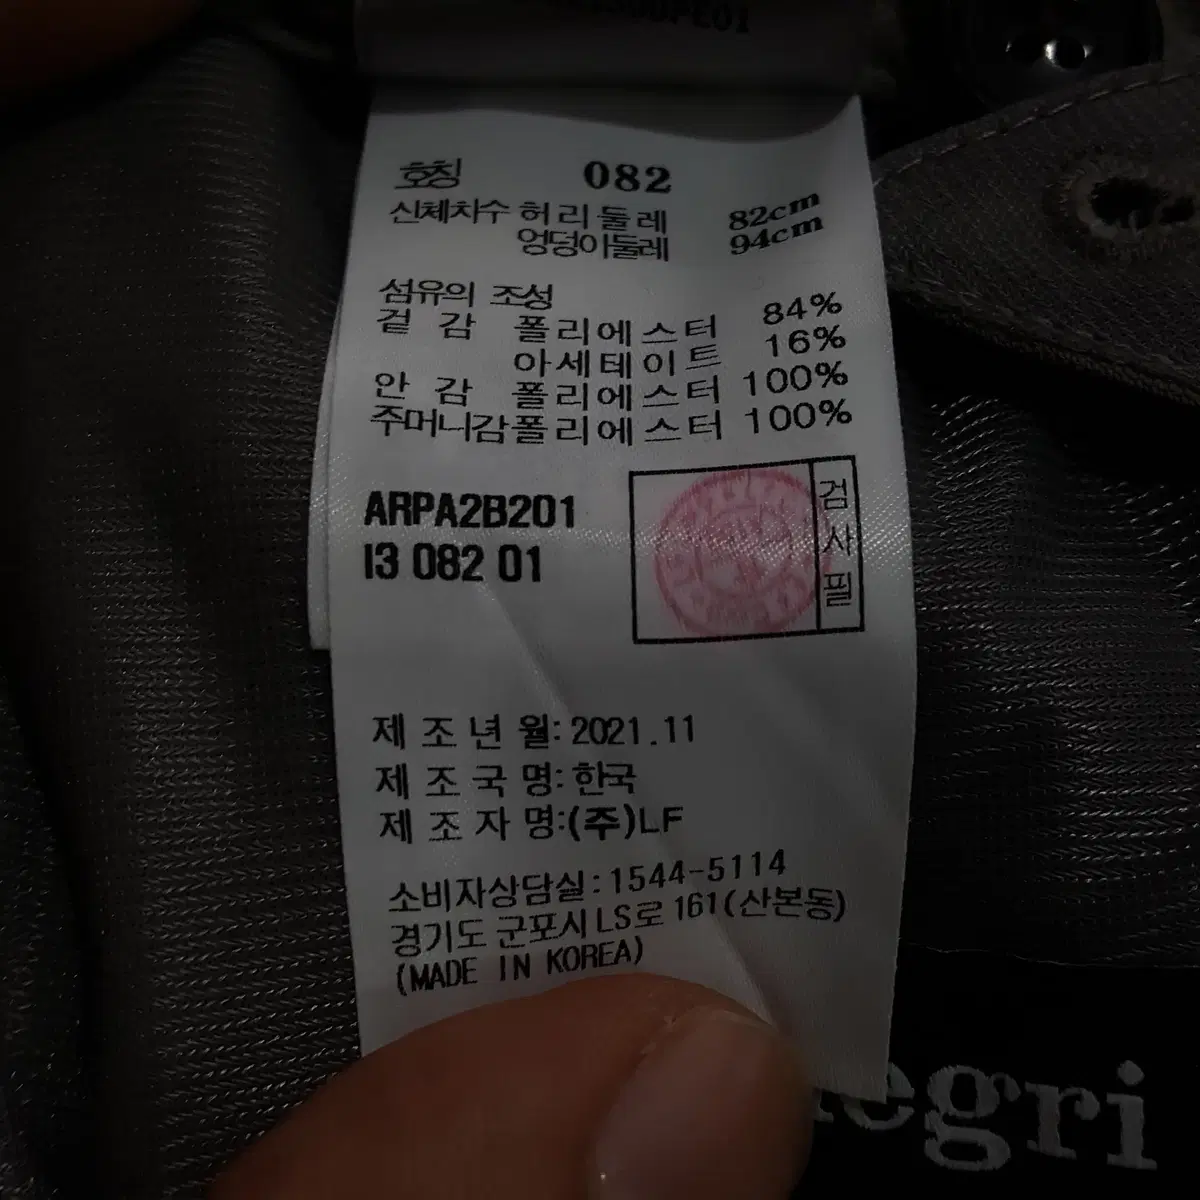 호칭 082
신체치수 허리둘레 82cm
엉덩이둘레 94cm
섬유의 조성
겉감 폴리에스터 84%
아세테이트 16%
안감 폴리에스터 100%
주머니감 폴리에스터 100%
ARPA2B201
I3 082 01
검사필
제조년월: 2021.11
제조국명: 한국
제조자명:(주)LF
소비자상담실: 1544-5114
경기도 군포시 LS로 161(산본동)
(MADE IN KOREA)
egri